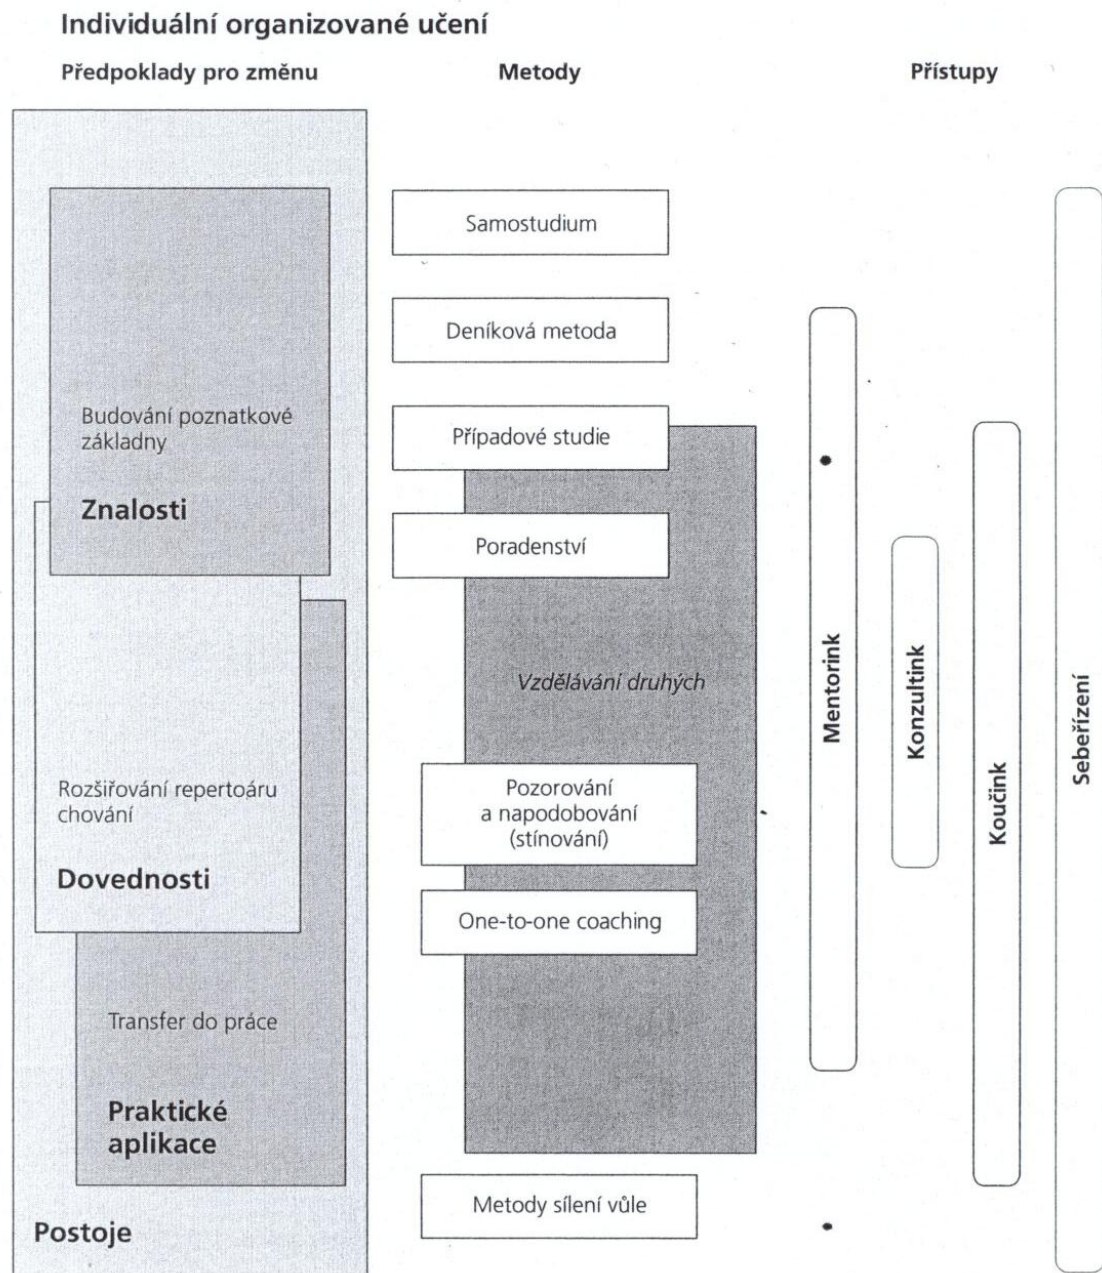 Individuální organizované učení
Předpoklady pro změnu
Metody
Přístupy
Samostudium
Deníková metoda
Budování poznatkové
základny
Znalosti
Případové studie
Poradenství
Vzdělávání druhých
Rozšiřování repertoáru
chování
Dovednosti
Pozorování
a napodobování
(stínování)
One-to-one coaching
Transfer do práce
Praktické
aplikace
Metody sílení vůle
Postoje
Mentorink
Konzultink
Koučink
Sebeřízení